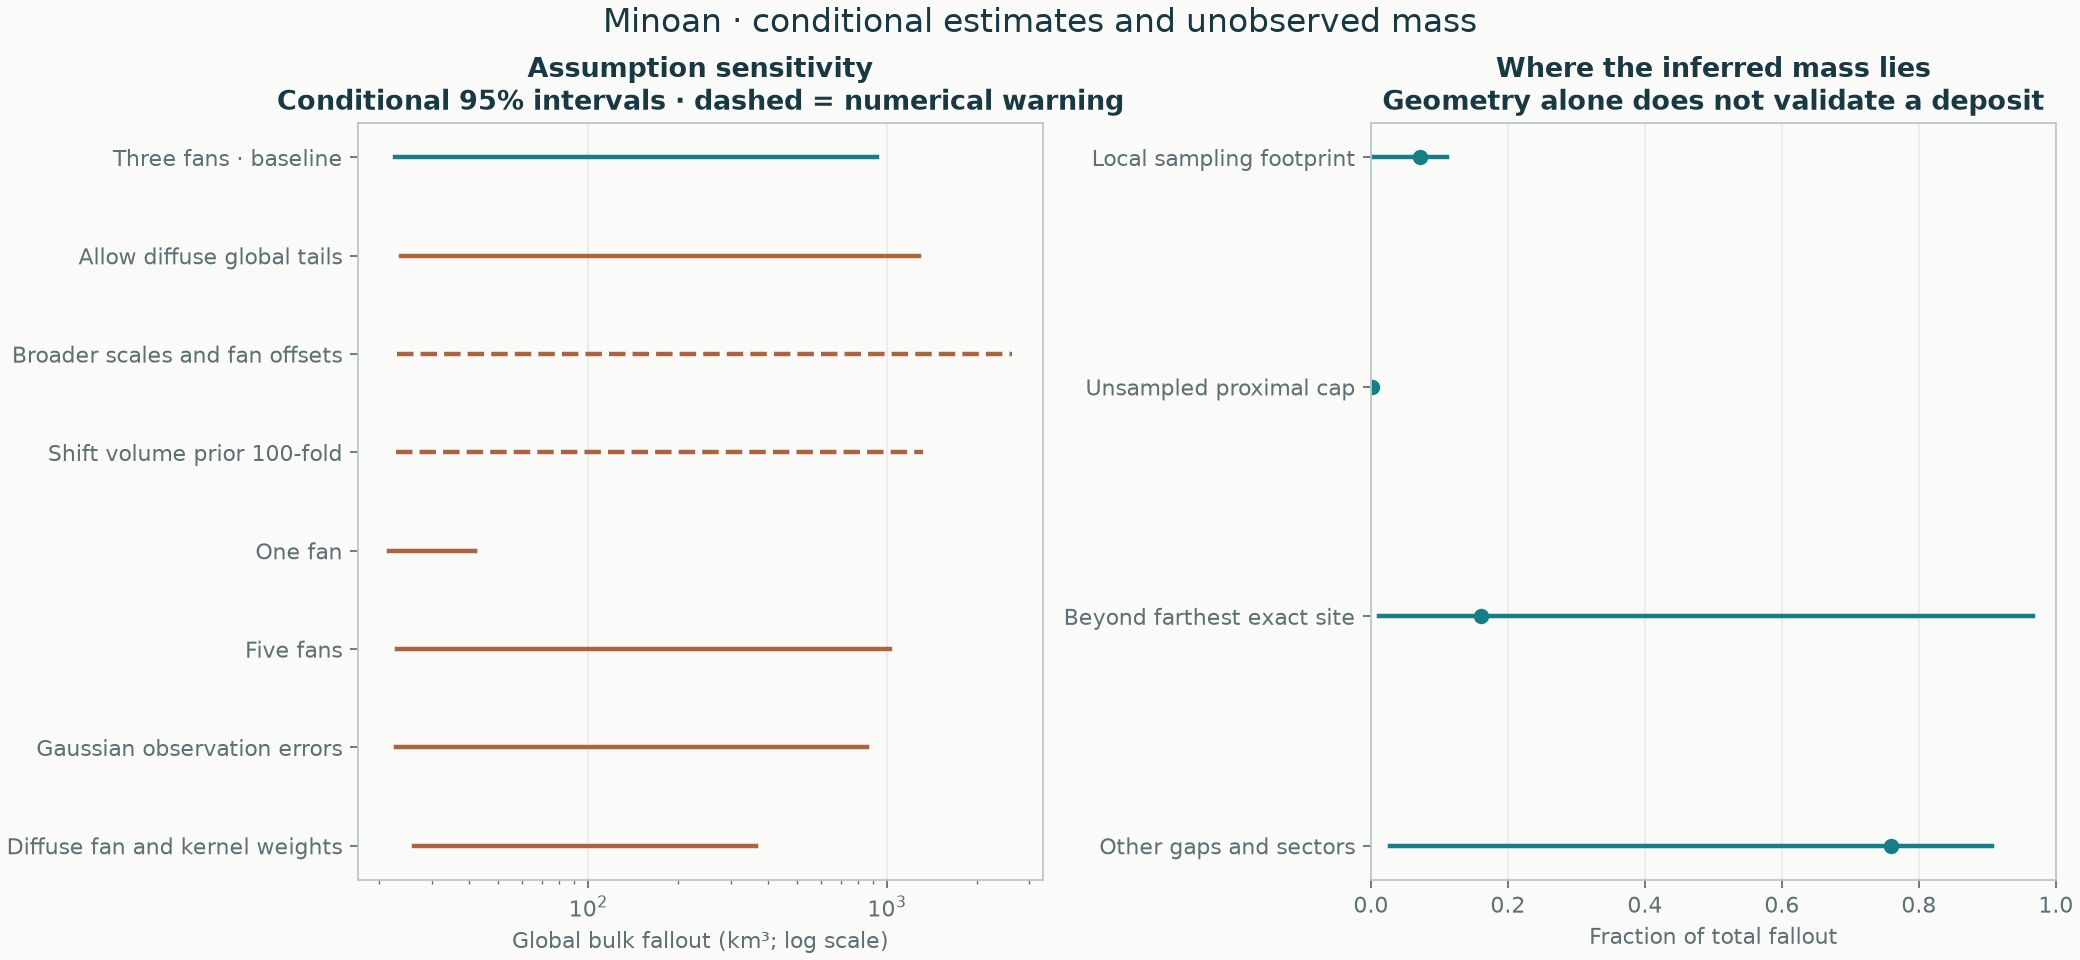 Minoan · conditional estimates and unobserved mass
Assumption sensitivity
Conditional 95% intervals · dashed = numerical warning
Three fans · baseline
Allow diffuse global tails
Broader scales and fan offsets
Shift volume prior 100-fold
One fan
Five fans
Gaussian observation errors
Diffuse fan and kernel weights
10² 10³
Global bulk fallout (km³; log scale)
Where the inferred mass lies
Geometry alone does not validate a deposit
Local sampling footprint
Unsampled proximal cap
Beyond farthest exact site
Other gaps and sectors
0.0 0.2 0.4 0.6 0.8 1.0
Fraction of total fallout